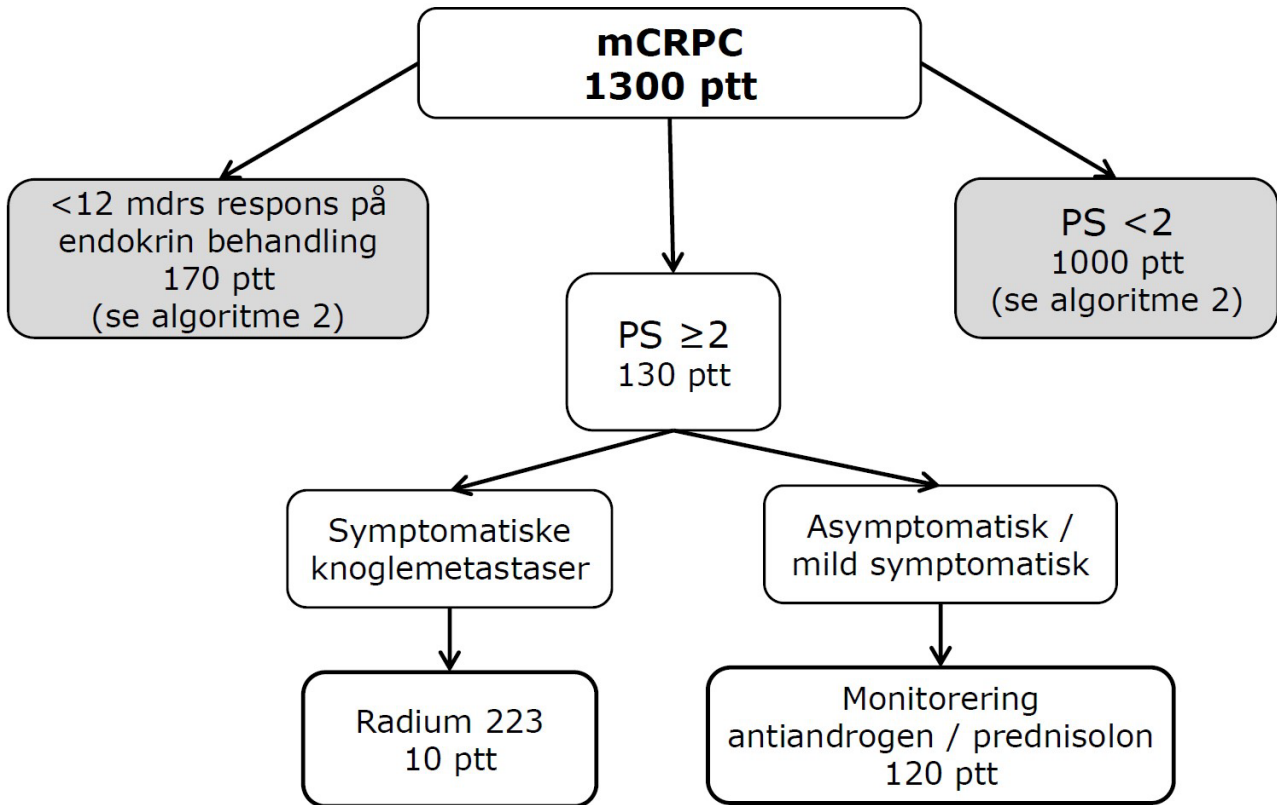 mCRPC
1300 ptt
<12 mdrs respons på
endokrin behandling
170 ptt
(se algoritme 2)
PS ≥2
130 ptt
PS <2
1000 ptt
(se algoritme 2)
Symptomatiske
knoglemetastaser
Asymptomatisk /
mild symptomatisk
Radium 223
10 ptt
Monitorering
antiandrogen / prednisolon
120 ptt